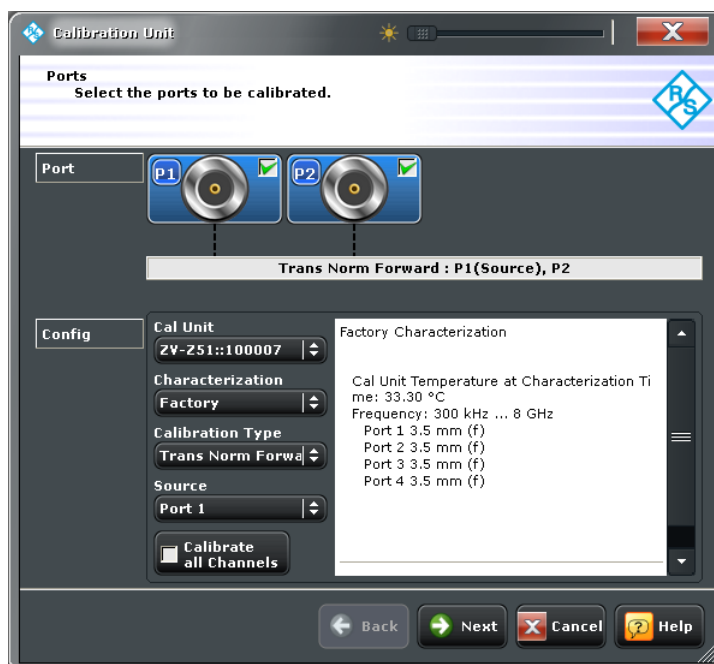 Calibration Unit
Ports
Select the ports to be calibrated.
R/S
Port
P1
P2
Trans Norm Forward : P1(Source), P2
Config
Cal Unit
ZV-Z51::100007
Characterization
Factory
Calibration Type
Trans Norm Forwa
Source
Port 1
Calibrate
all Channels
Factory Characterization
Cal Unit Temperature at Characterization Ti
me: 33.30 °C
Frequency: 300 kHz ... 8 GHz
Port 1 3.5 mm (f)
Port 2 3.5 mm (f)
Port 3 3.5 mm (f)
Port 4 3.5 mm (f)
Back
Next
Cancel
Help